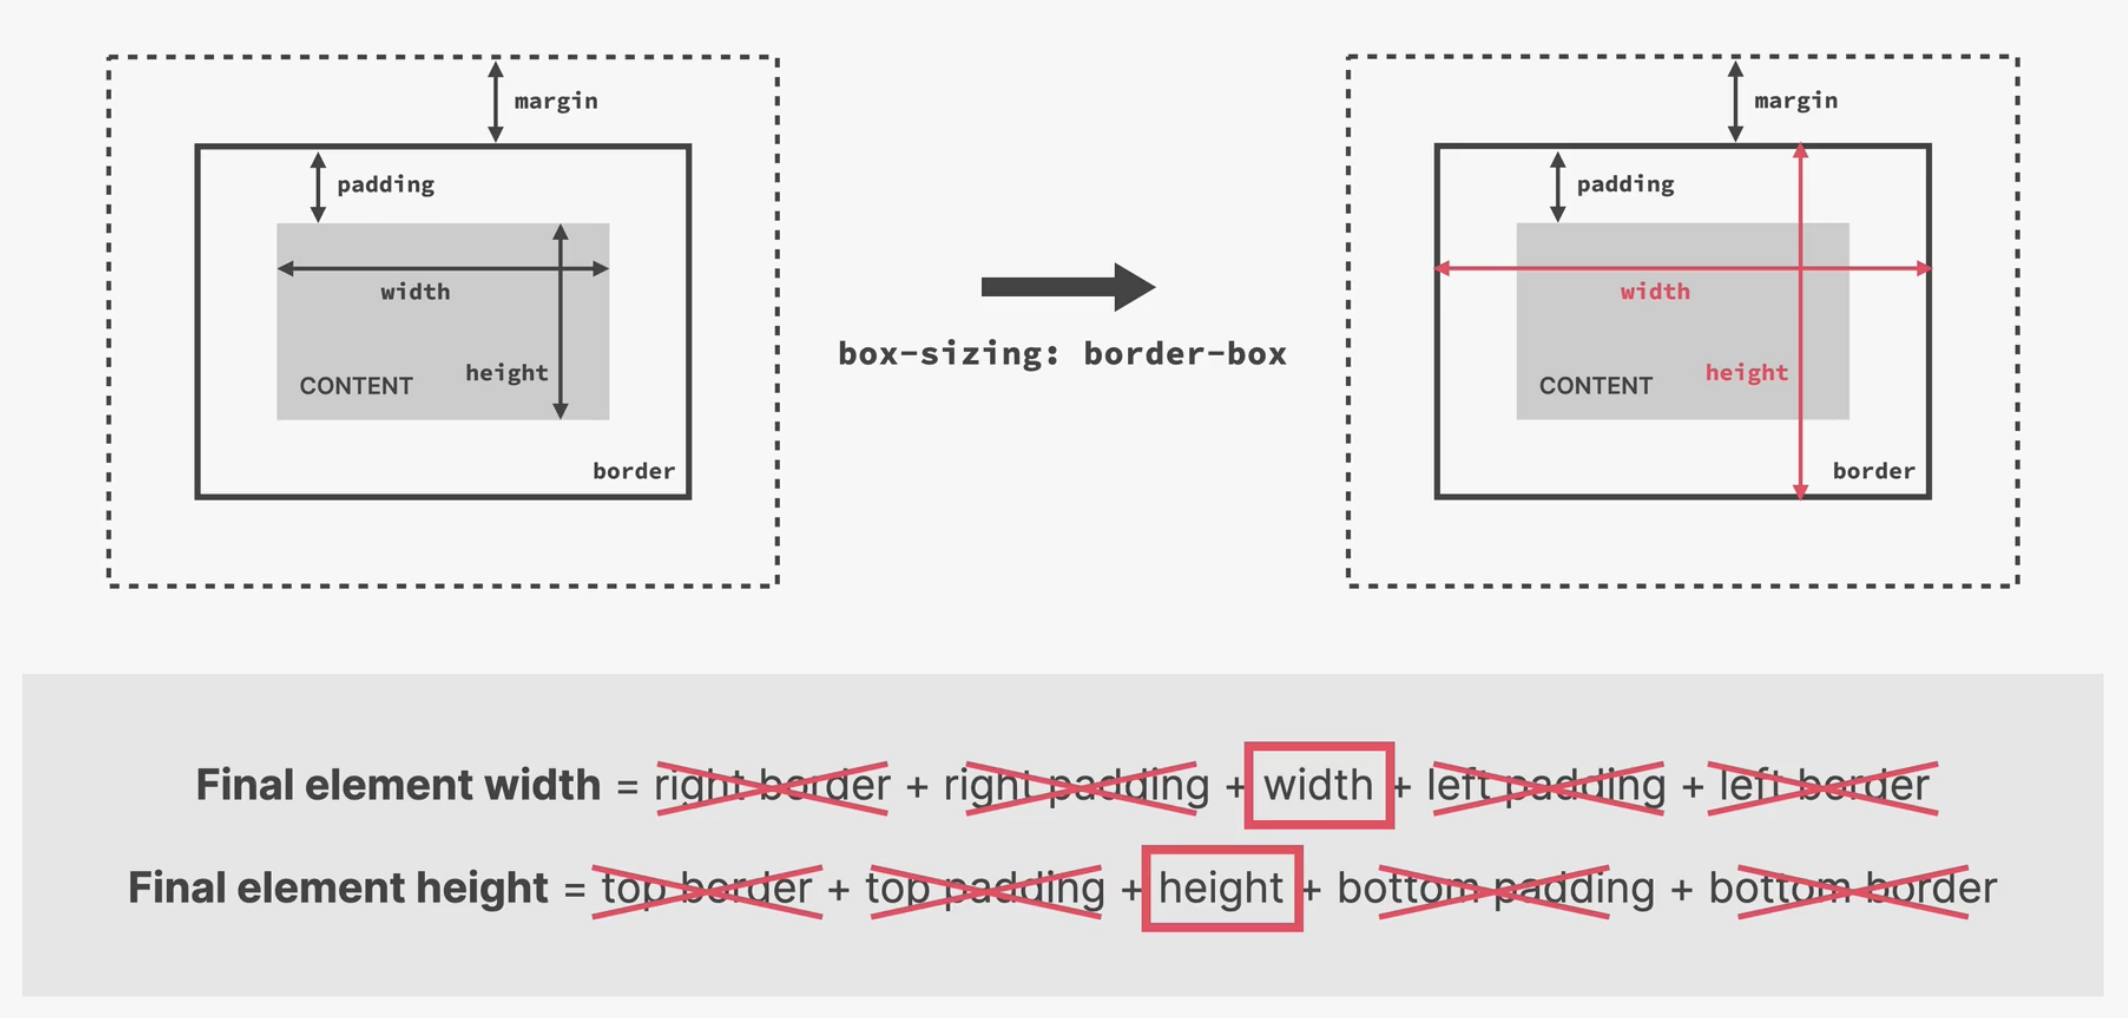 margin
padding
width
height
CONTENT
border
box-sizing: border-box
margin
padding
width
height
CONTENT
border
Final element width = right border + right padding + width + left padding + left border
Final element height = top border + top padding + height + bottom padding + bottom border